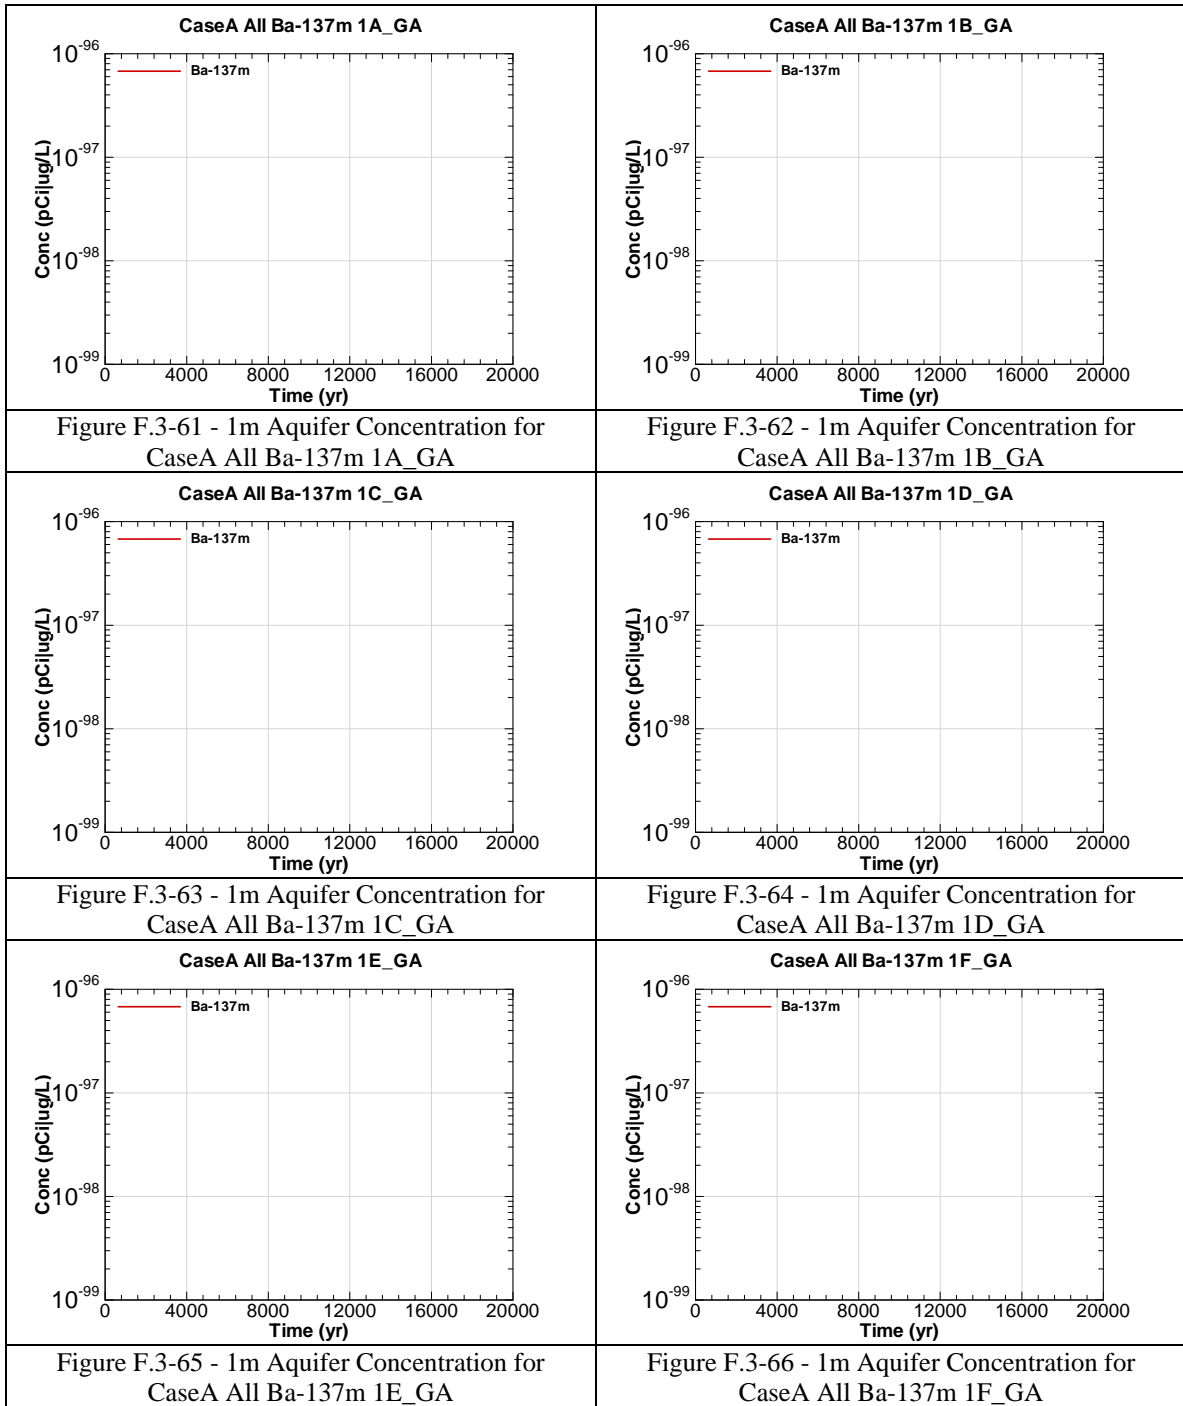 CaseA All Ba-137m 1A_GA
10-96
Ba-137m
10-97
Conc (pCi|ug/L)
10-98
10-99
0 4000 8000 12000 16000 20000
Time (yr)
Figure F.3-61 - 1m Aquifer Concentration for
CaseA All Ba-137m 1A_GA
CaseA All Ba-137m 1B_GA
10-96
Ba-137m
10-97
Conc (pCi|ug/L)
10-98
10-99
0 4000 8000 12000 16000 20000
Time (yr)
Figure F.3-62 - 1m Aquifer Concentration for
CaseA All Ba-137m 1B_GA
CaseA All Ba-137m 1C_GA
10-96
Ba-137m
10-97
Conc (pCi|ug/L)
10-98
10-99
0 4000 8000 12000 16000 20000
Time (yr)
Figure F.3-63 - 1m Aquifer Concentration for
CaseA All Ba-137m 1C_GA
CaseA All Ba-137m 1D_GA
10-96
Ba-137m
10-97
Conc (pCi|ug/L)
10-98
10-99
0 4000 8000 12000 16000 20000
Time (yr)
Figure F.3-64 - 1m Aquifer Concentration for
CaseA All Ba-137m 1D_GA
CaseA All Ba-137m 1E_GA
10-96
Ba-137m
10-97
Conc (pCi|ug/L)
10-98
10-99
0 4000 8000 12000 16000 20000
Time (yr)
Figure F.3-65 - 1m Aquifer Concentration for
CaseA All Ba-137m 1E_GA
CaseA All Ba-137m 1F_GA
10-96
Ba-137m
10-97
Conc (pCi|ug/L)
10-98
10-99
0 4000 8000 12000 16000 20000
Time (yr)
Figure F.3-66 - 1m Aquifer Concentration for
CaseA All Ba-137m 1F_GA